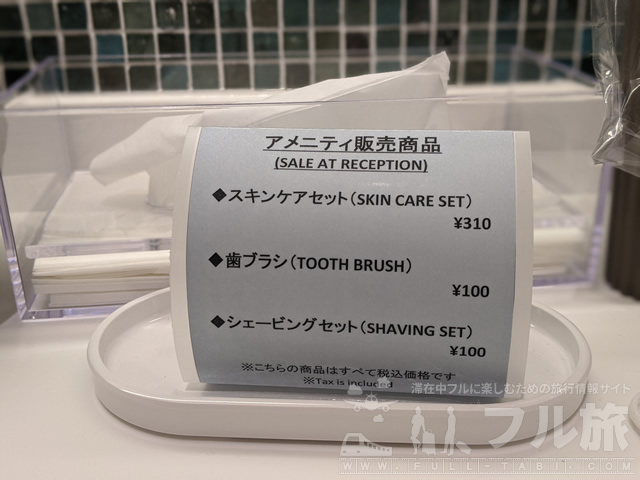 アメニティ販売商品
(SALE AT RECEPTION)
◆スキンケアセット(SKIN CARE SET)
¥310
◆歯ブラシ(TOOTH BRUSH)
¥100
◆シェービングセット(SHAVING SET)
¥100
※こちらの商品はすべて税込価格です
※Tax is included
滞在中フルに楽しむための旅行情報サイト
フル旅
WWW.FULL-TABI.COM